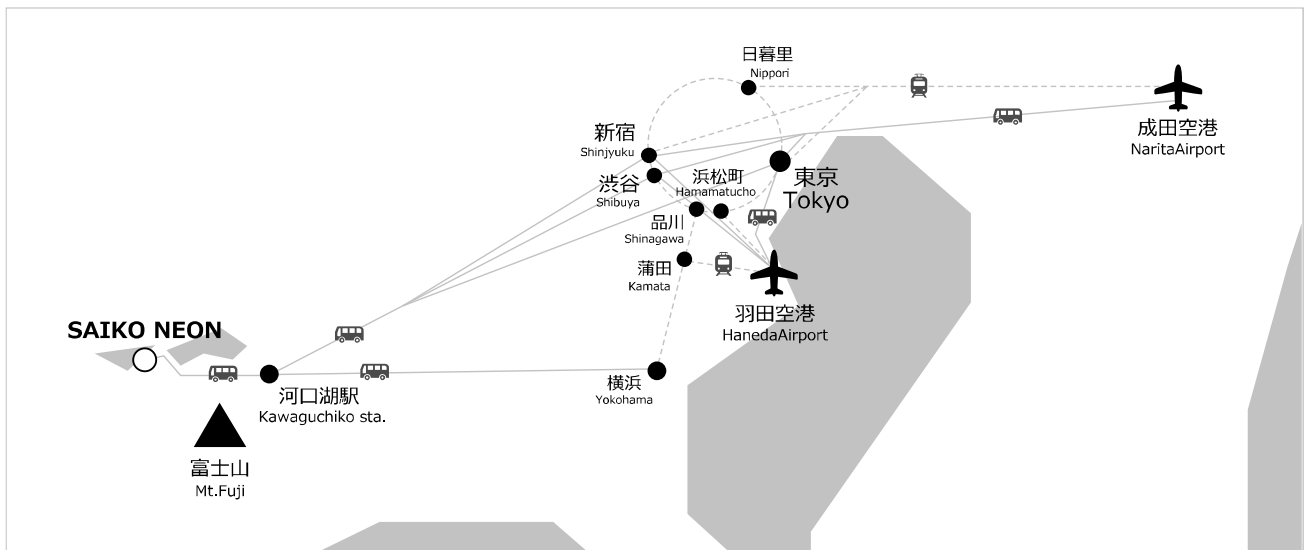 日暮里
Nippori
成田空港
NaritaAirport
新宿
Shinjyuku
渋谷
Shibuya
浜松町
Hamamatucho
東京
Tokyo
品川
Shinagawa
蒲田
Kamata
羽田空港
HanedaAirport
SAIKO NEON
河口湖駅
Kawaguchiko sta.
横浜
Yokohama
富士山
Mt.Fuji